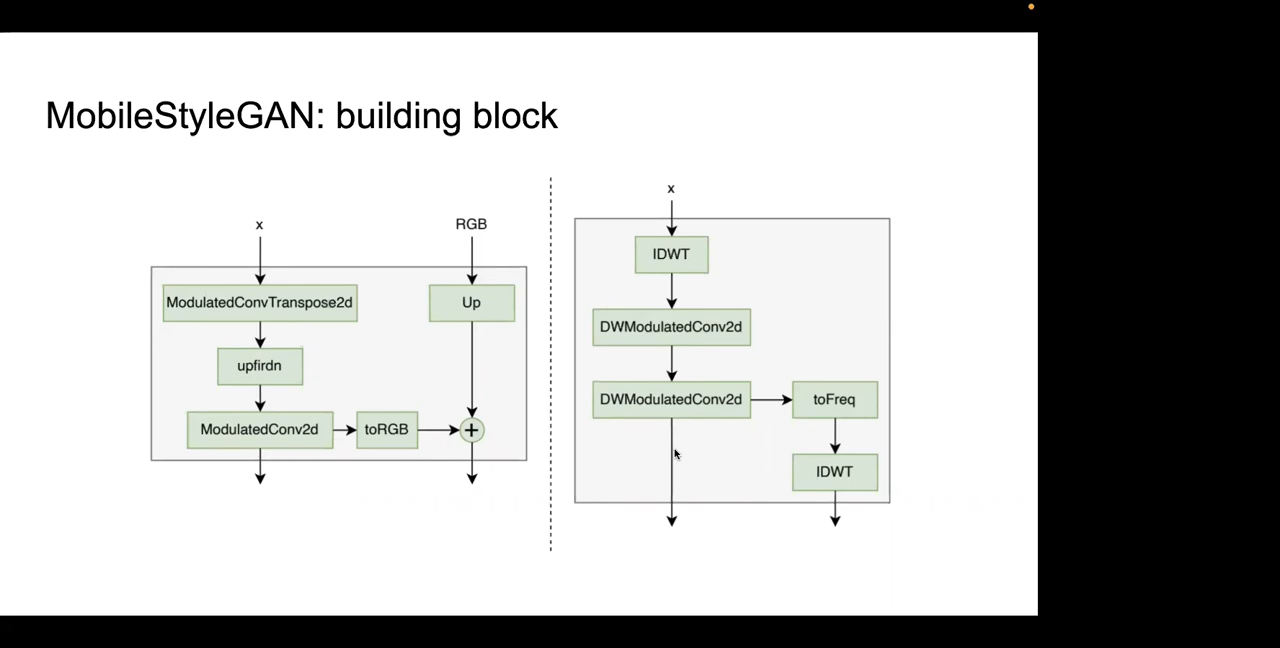 MobileStyleGAN: building block
x
RGB
ModulatedConvTranspose2d
Up
upfirdn
ModulatedConv2d
toRGB
+
x
IDWT
DWModulatedConv2d
DWModulatedConv2d
toFreq
IDWT